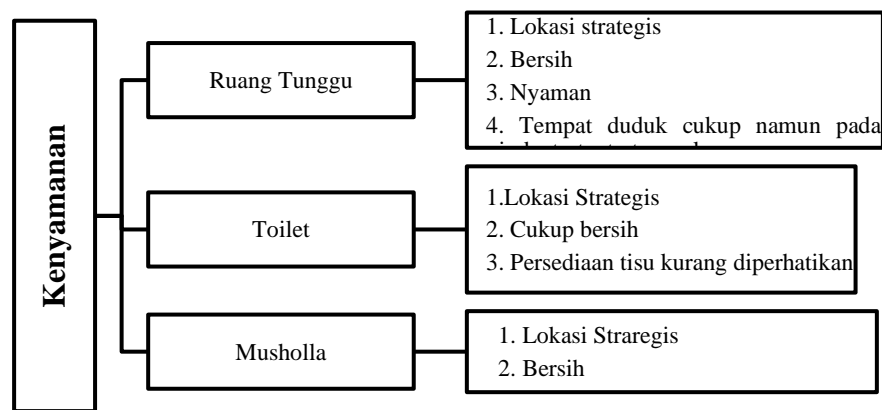 Kenyamanan
Ruang Tunggu
1. Lokasi strategis
2. Bersih
3. Nyaman
4. Tempat duduk cukup namun pada
Toilet
1.Lokasi Strategis
2. Cukup bersih
3. Persediaan tisu kurang diperhatikan
Musholla
1. Lokasi Straregis
2. Bersih